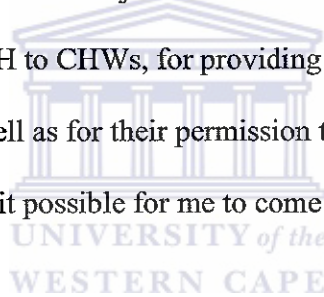 H to CHWs, for providing
ell as for their permission t
it possible for me to come
UNIVERSITY of the
WESTERN CAPE